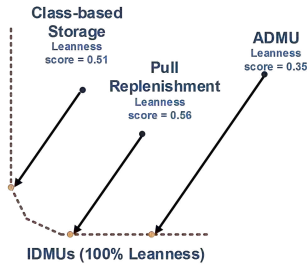 Class-based
Storage
Leanness
score = 0.51
Pull
Replenishment
Leanness
score = 0.56
ADMU
Leanness
score = 0.35
IDMUs (100% Leanness)